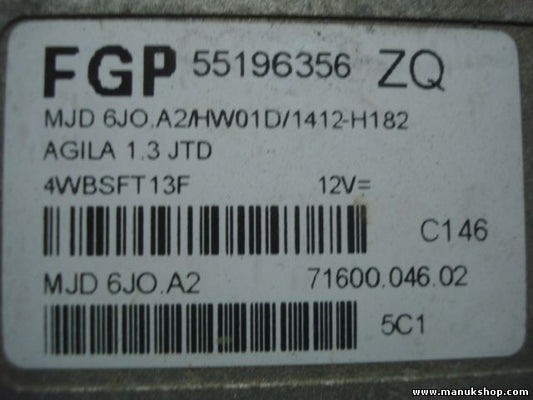 FGP 55196356 ZQ
MJD 6JO.A2/HW01D/1412-H182
AGILA 1.3 JTD
4WBSFT13F 12V=
C146
MJD 6JO.A2 71600.046.02
5C1
www.manukshop.com